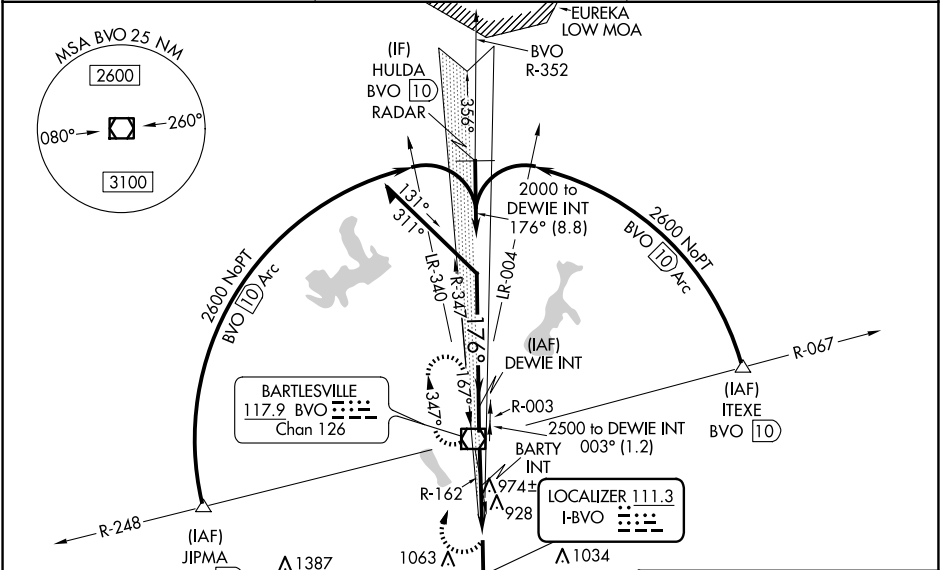 EUREKA
LOW MOA
MSA BVO 25 NM
2600
080°
260°
3100
(IF)
HULDA
BVO 10
RADAR
BVO
R-352
356°
2600 NoPT
BVO 10 Arc
131°
311°
LR-340
R-347
LR-004
2000 to
DEWIE INT
176° (8.8)
2600 NoPT
BVO 10 Arc
176°
(IAF)
DEWIE INT
R-067
(IAF)
ITEXE
BVO 10
BARTLESVILLE
117.9 BVO
Chan 126
347°
167°
R-003
2500 to DEWIE INT
003° (1.2)
BARTY
INT
R-162
974±
928
LOCALIZER 111.3
I-BVO
R-248
(IAF)
JIPMA
1387
1063
1034